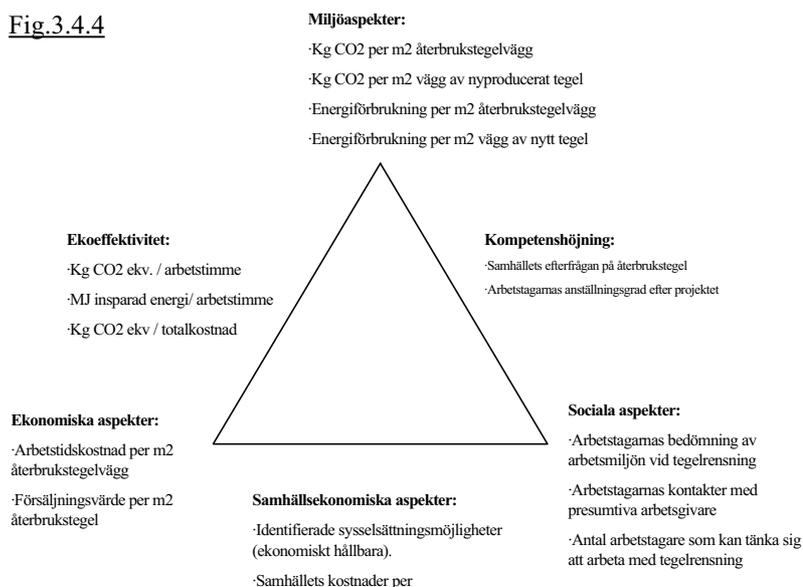 Fig.3.4.4
Miljöaspekter:
·Kg CO2 per m2 återbrukstegelvägg
·Kg CO2 per m2 vägg av nyproducerat tegel
·Energiförbrukning per m2 återbrukstegelvägg
·Energiförbrukning per m2 vägg av nytt tegel
Ekoeffektivitet:
·Kg CO2 ekv. / arbetstimme
·MJ insparad energi/ arbetstimme
·Kg CO2 ekv / totalkostnad
Kompetenshöjning:
·Samhällets efterfrågan på återbrukstegel
·Arbetstagarnas anställningsgrad efter projektet
Ekonomiska aspekter:
·Arbetstidskostnad per m2
återbrukstegelvägg
·Försäljningsvärde per m2
återbrukstegel
Samhällsekonomiska aspekter:
·Identifierade sysselsättningsmöjligheter
(ekonomiskt hållbara).
·Samhällets kostnader per
Sociala aspekter:
·Arbetstagarnas bedömning av
arbetsmiljön vid tegelrensning
·Arbetstagarnas kontakter med
presumtiva arbetsgivare
·Antal arbetstagare som kan tänka sig
att arbeta med tegelrensning